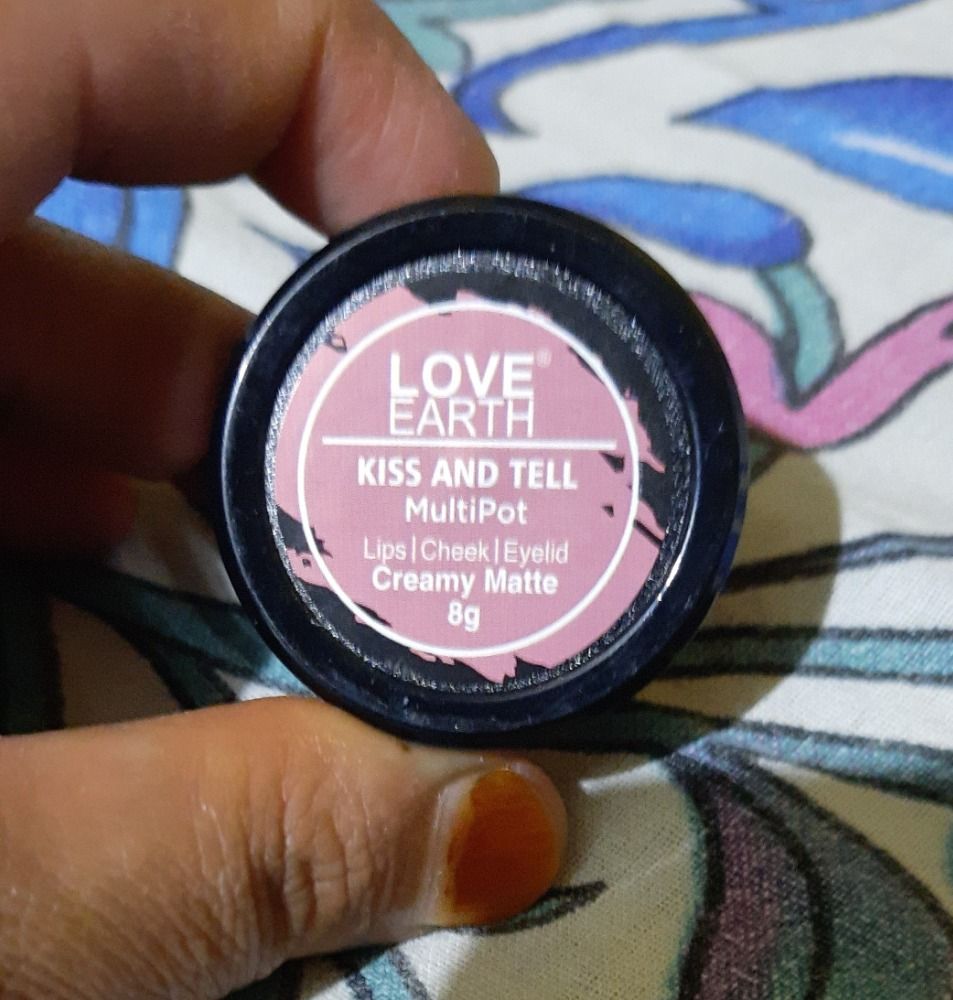 LOVE®
EARTH
KISS AND TELL
MultiPot
Lips|Cheek|Eyelid
Creamy Matte
8g